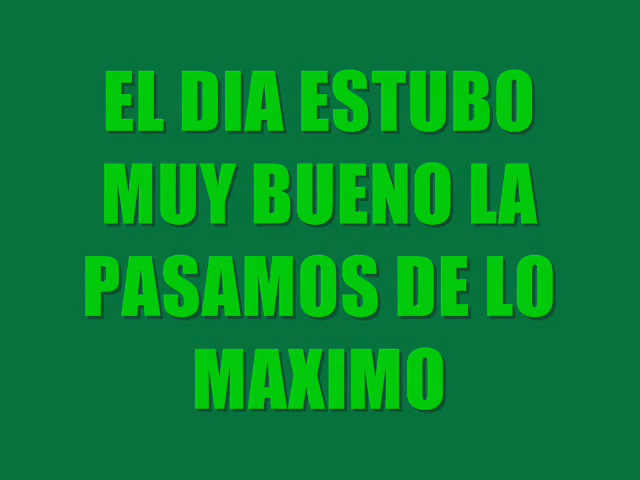 EL DIA ESTUBO
MUY BUENO LA
PASAMOS DE LO
MAXIMO